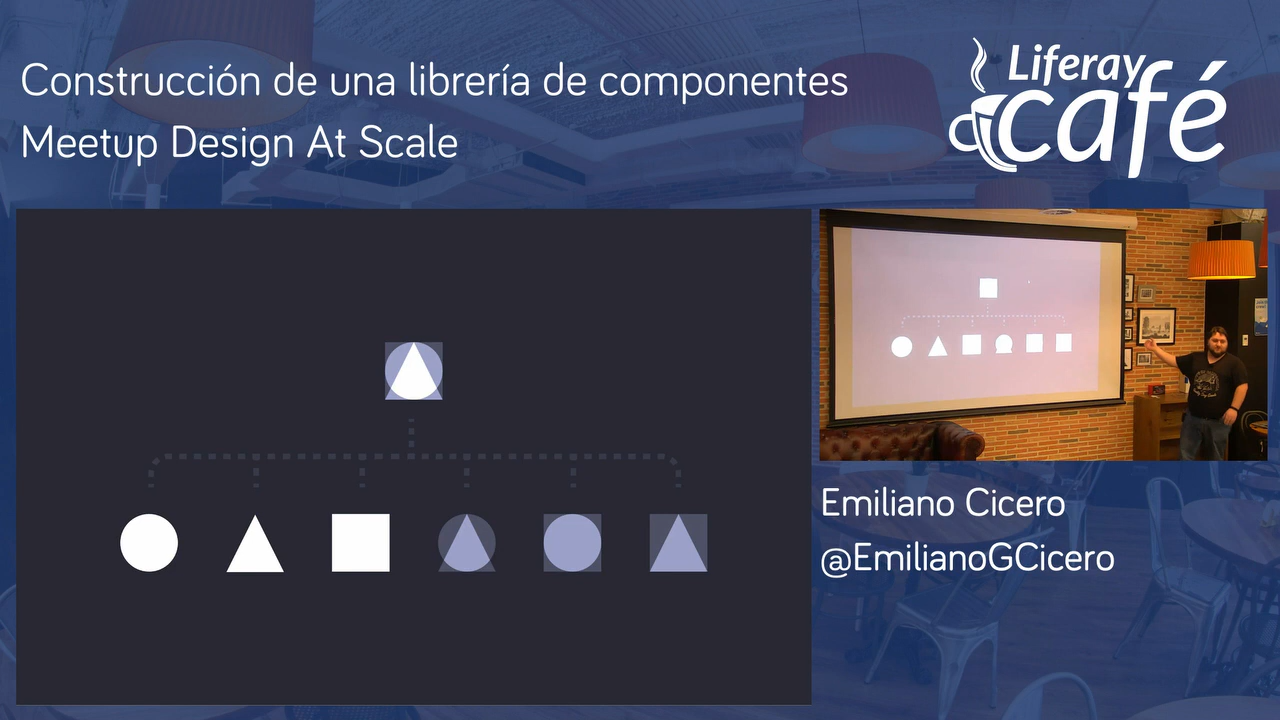 Construcción de una librería de componentes
Meetup Design At Scale
Liferay
café
Emiliano Cicero
@EmilianoGCicero